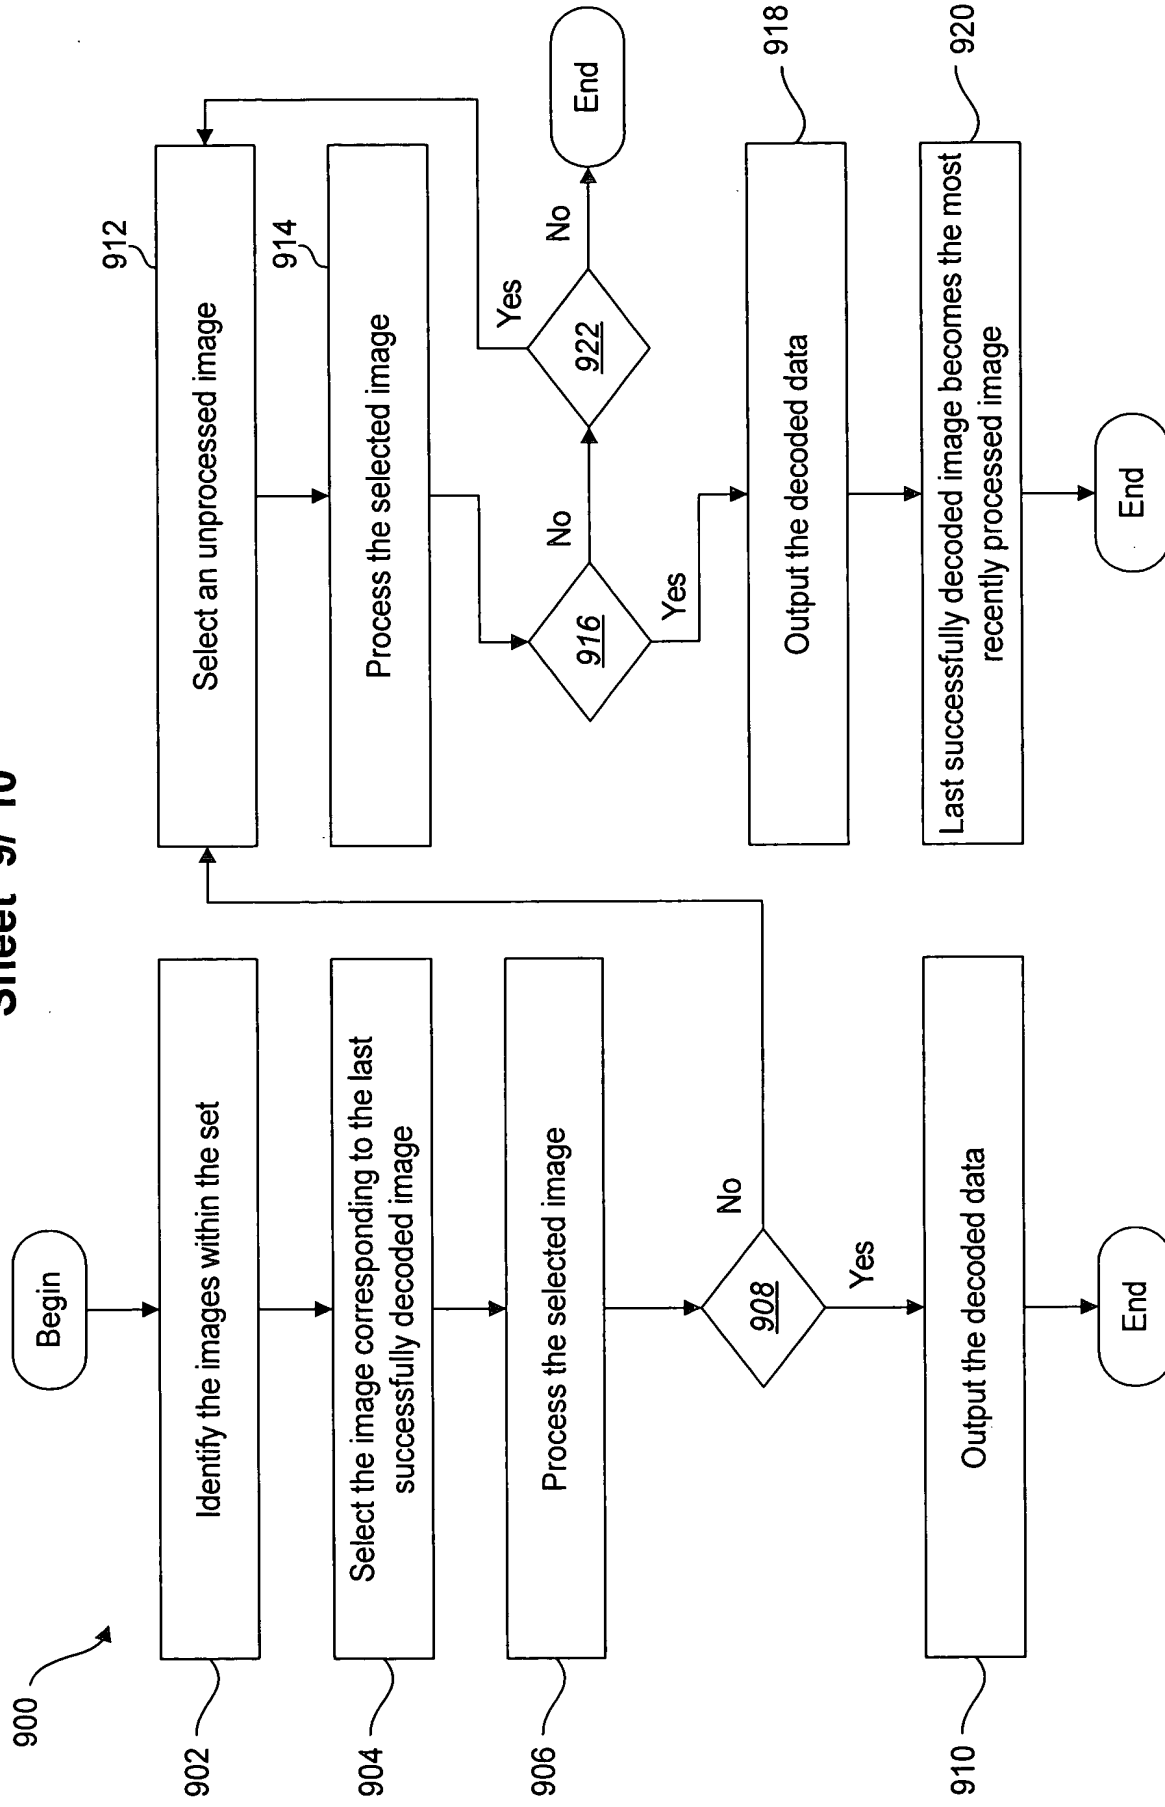 Sheet 9/ 10
900
Begin
902
Identify the images within the set
904
Select the image corresponding to the last
successfully decoded image
906
Process the selected image
908
No
Yes
910
Output the decoded data
End
912
Select an unprocessed image
914
Process the selected image
916
No
Yes
922
Yes
No
End
918
Output the decoded data
920
Last successfully decoded image becomes the most
recently processed image
End